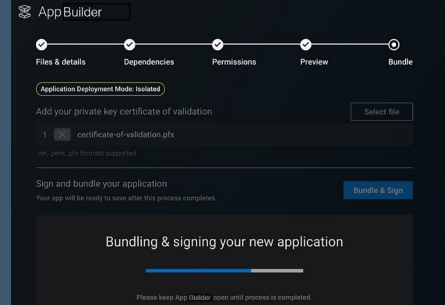 App Builder
Files & details
Dependencies
Permissions
Preview
Bundle
Application Deployment Mode: Isolated
Add your private key certificate of validation
Select file
1
certificate-of-validation.pfx
.cer, .pem, .pfx formats supported
Sign and bundle your application
Your app will be ready to save after this process completes.
Bundle & Sign
Bundling & signing your new application
Please keep App Builder open until process is completed.